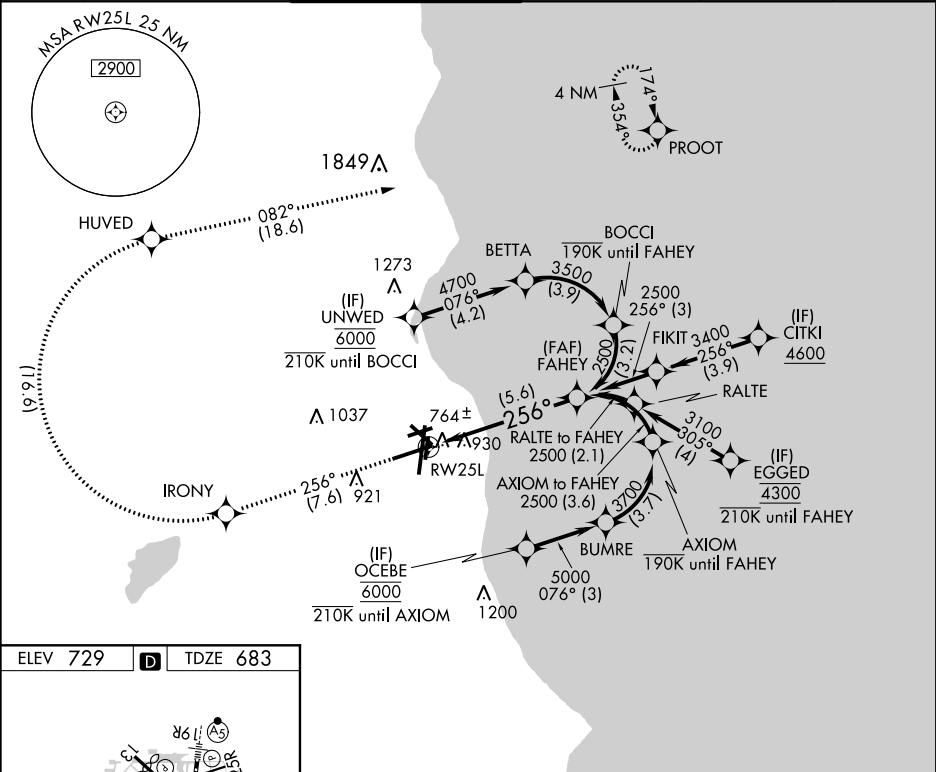 MSA RW25L 25 NM
2900
4 NM
174°
354°
PROOT
1849
082°
(18.6)
HUVED
BETTA
BOCCI
190K until FAHEY
1273
4700
076°
(4.2)
3500
(3.9)
2500
256° (3)
(IF)
UNWED
6000
210K until BOCCI
(FAF)
FAHEY
2500
(3.2)
FIKIT
3400
256°
(3.9)
(IF)
CITKI
4600
(16.6)
1037
764±
930
(5.6)
256°
RW25L
RALTE
RALTE to FAHEY
2500 (2.1)
3100
305°
(4)
(IF)
EGGED
4300
210K until FAHEY
AXIOM to FAHEY
2500 (3.6)
IRONY
256°
(7.6)
921
3700
(3.7)
BUMRE
AXIOM
190K until FAHEY
(IF)
OCEBE
6000
210K until AXIOM
5000
076° (3)
1200
ELEV 729
D
TDZE 683
19R
A5
13
P
P
25R